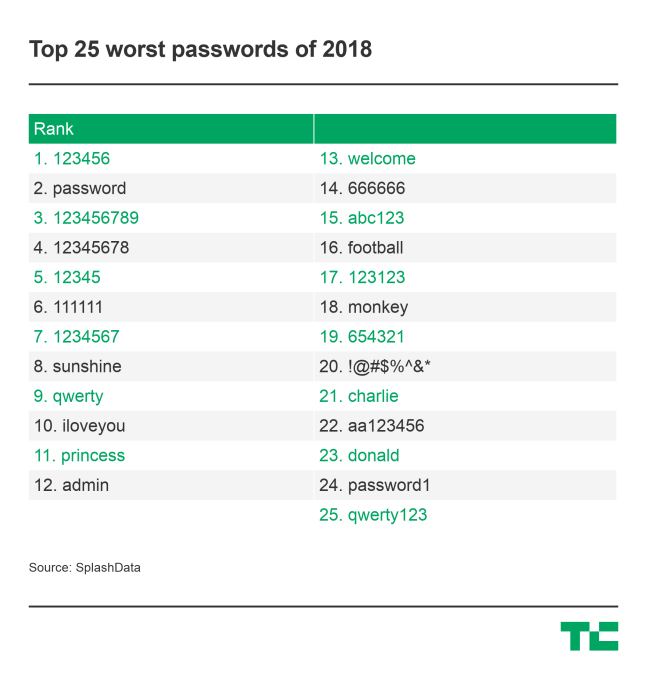 Top 25 worst passwords of 2018
Rank
1. 123456
2. password
3. 123456789
4. 12345678
5. 12345
6. 111111
7. 1234567
8. sunshine
9. qwerty
10. iloveyou
11. princess
12. admin
13. welcome
14. 666666
15. abc123
16. football
17. 123123
18. monkey
19. 654321
20. !@#$%^&*
21. charlie
22. aa123456
23. donald
24. password1
25. qwerty123
Source: SplashData
TC